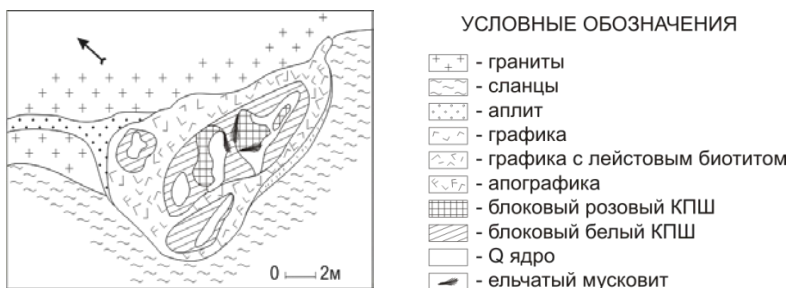 УСЛОВНЫЕ ОБОЗНАЧЕНИЯ
- граниты
- сланцы
- аплит
- графика
- графика с лейстовым биотитом
- апографика
- блоковый розовый КПШ
- блоковый белый КПШ
- Q ядро
- ельчатый мусковит
0 2м